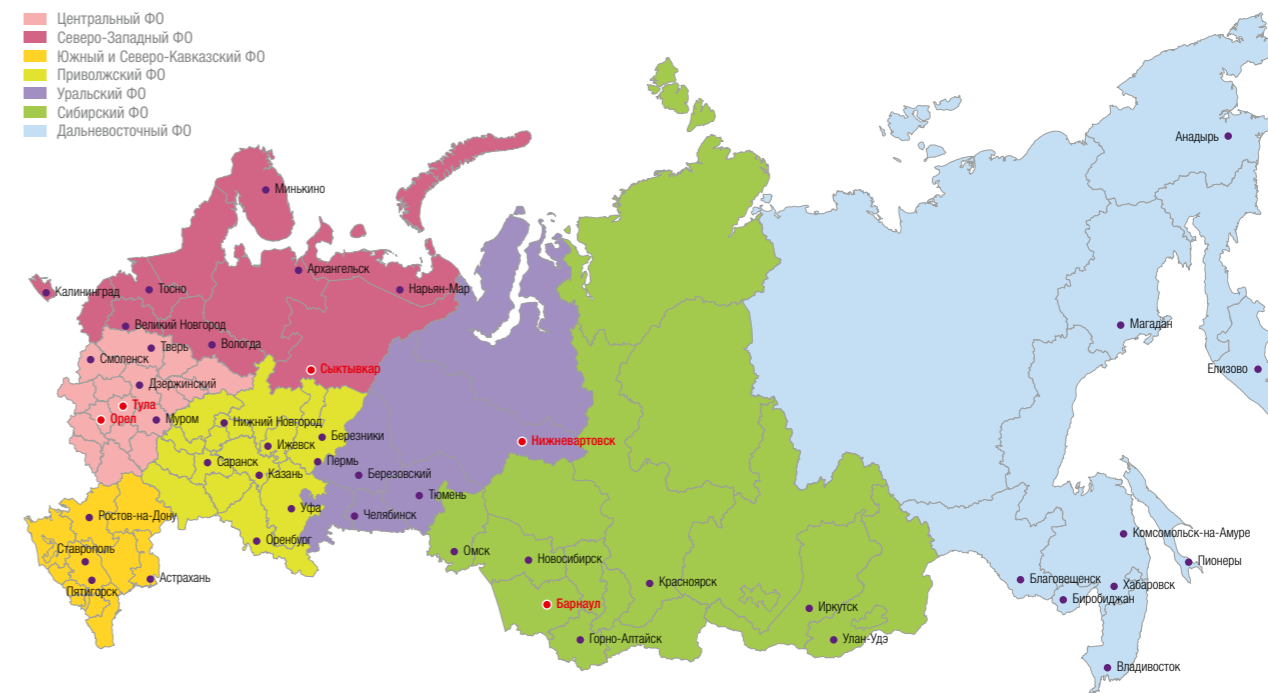 Центральный ФО
Северо-Западный ФО
Южный и Северо-Кавказский ФО
Приволжский ФО
Уральский ФО
Сибирский ФО
Дальневосточный ФО
Анадырь
Минькино
Архангельск
Калининград
Тосно
Нарьян-Мар
Великий Новгород
Магадан
Тверь
Вологда
Смоленск
Сыктывкар
Елизово
Дзержинский
Тула
Орел
Муром
Нижний Новгород
Березники
Нижневартовск
Ижевск
Саранск
Пермь
Казань
Березовский
Тюмень
Уфа
Челябинск
Ростов-на-Дону
Комсомольск-на-Амуре
Оренбург
Ставрополь
Омск
Новосибирск
Пионеры
Астрахань
Пятигорск
Красноярск
Благовещенск
Хабаровск
Биробиджан
Барнаул
Иркутск
Горно-Алтайск
Улан-Удэ
Владивосток